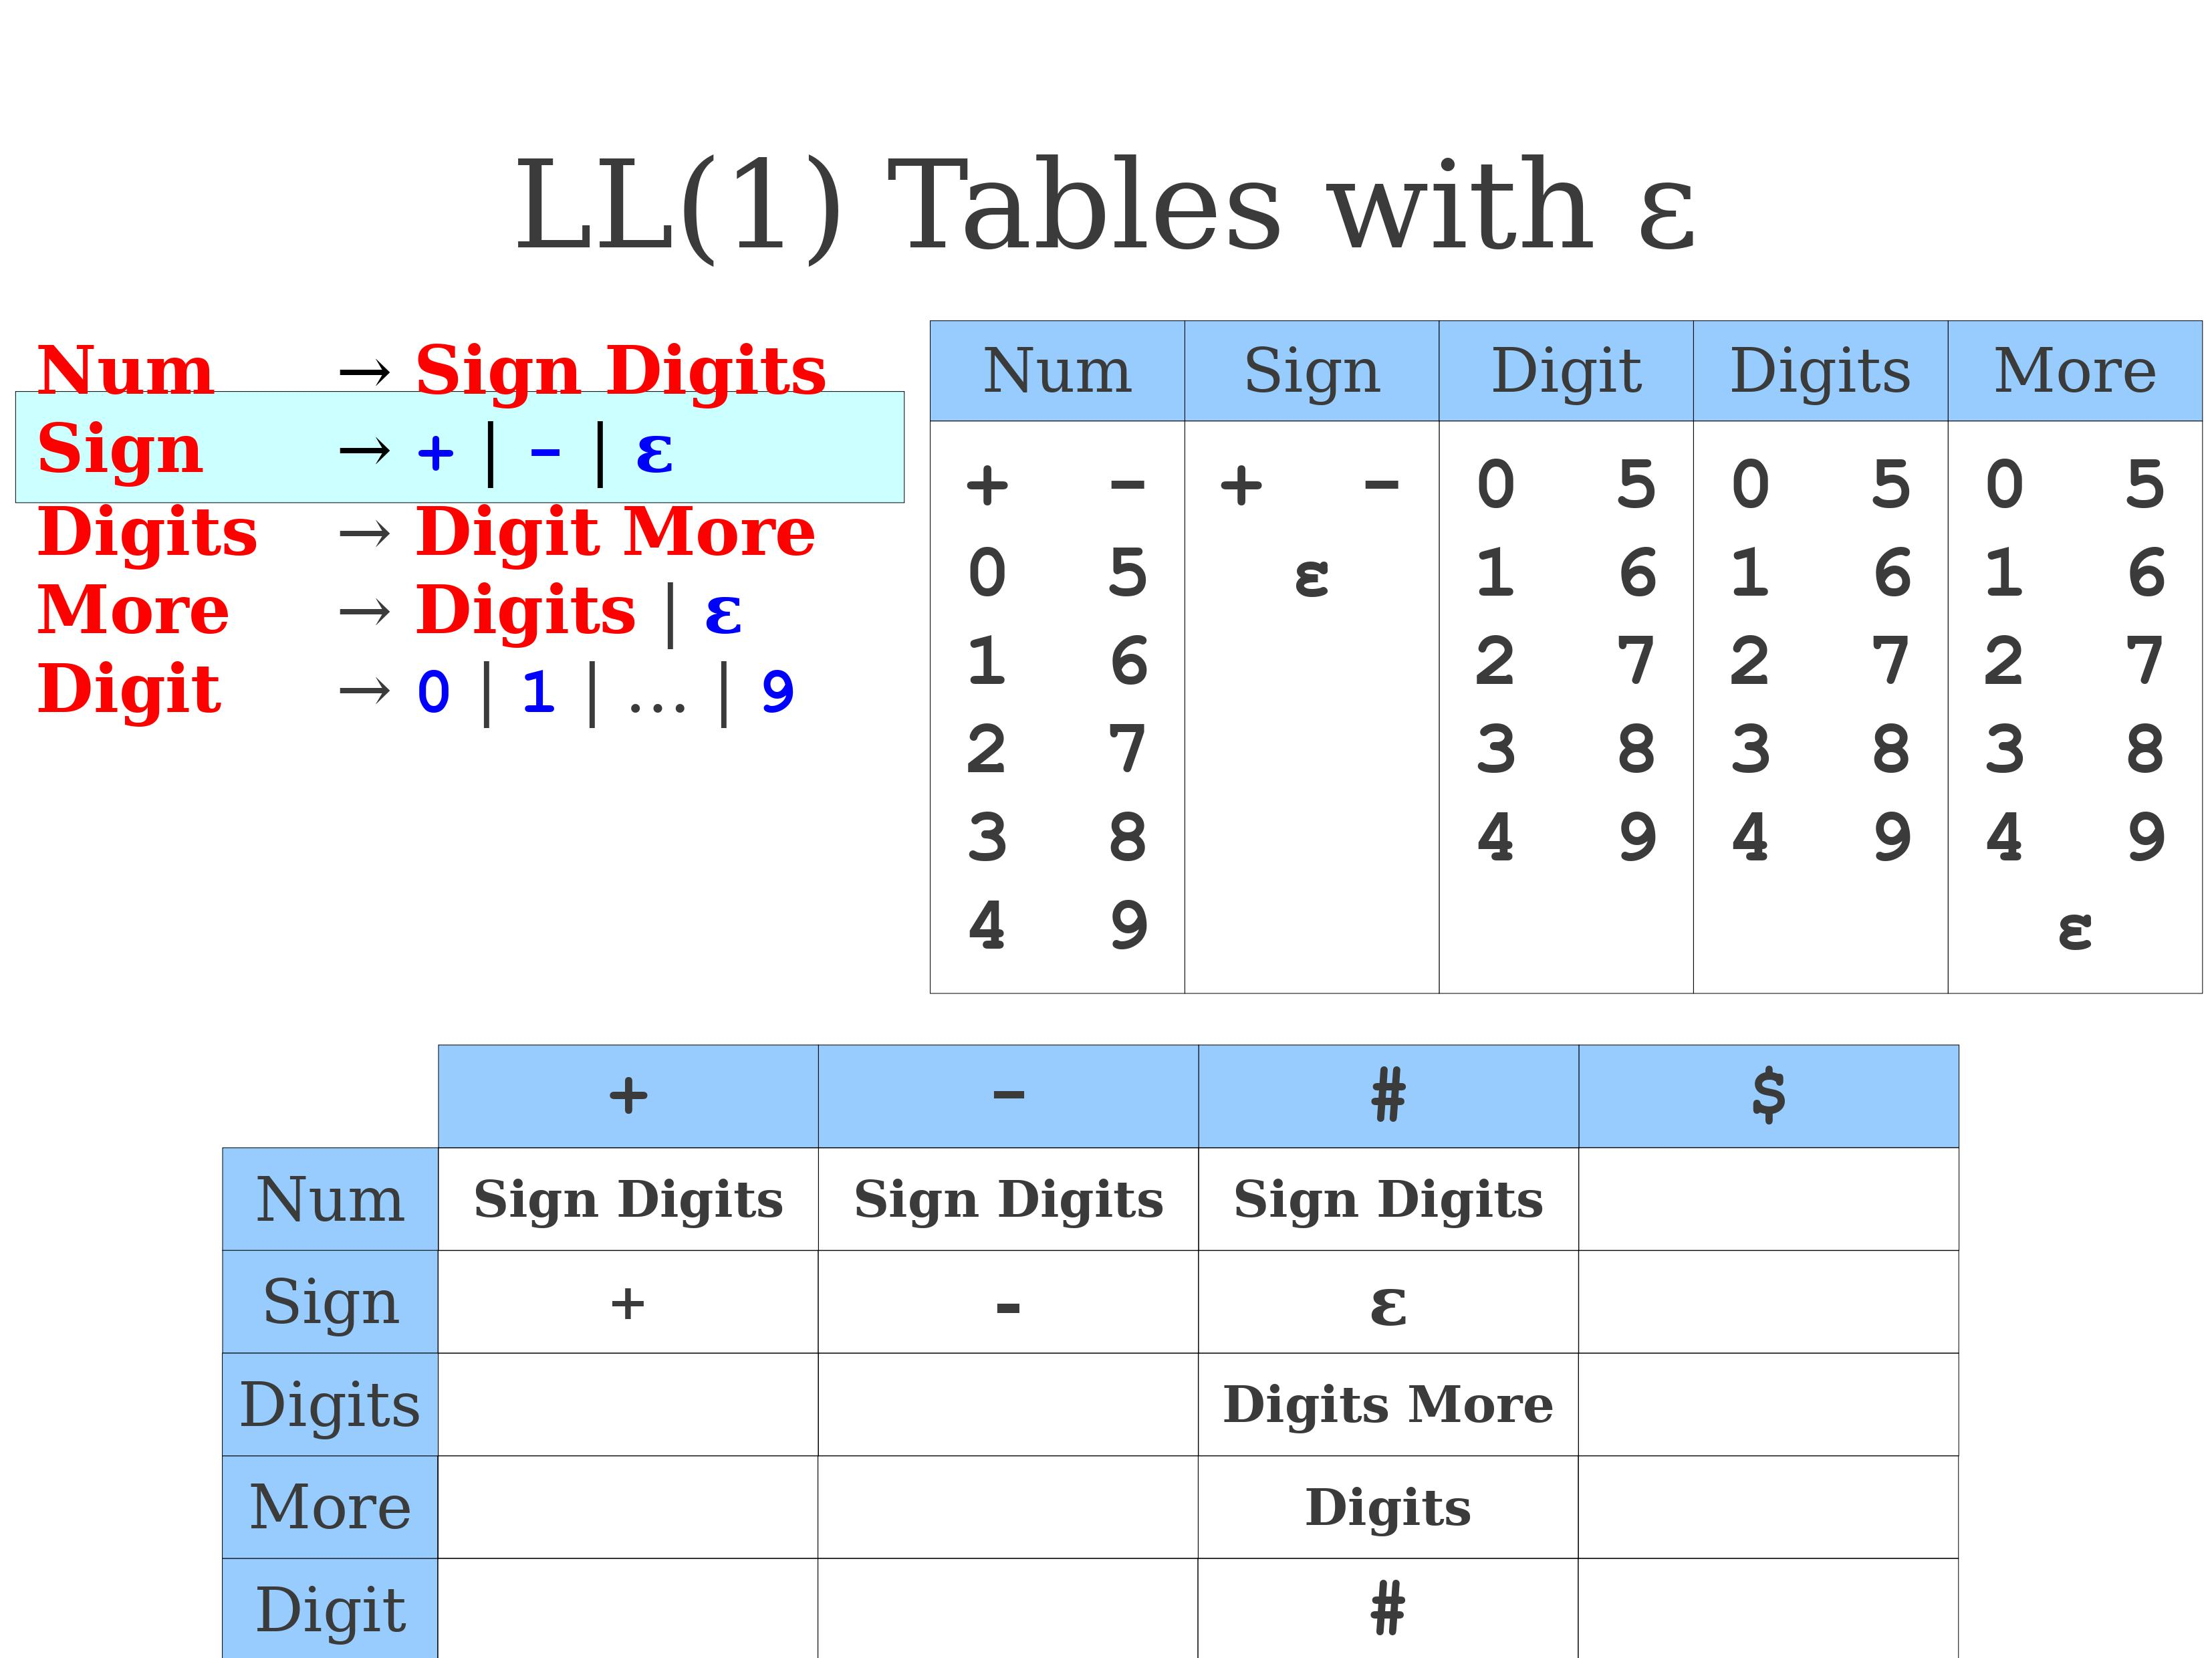 LL(1) Tables with ε
Num → Sign Digits
Sign → + | - | ε
Digits → Digit More
More → Digits | ε
Digit → 0 | 1 | … | 9
Num Sign Digit Digits More
+ - + - 0 5 0 5 0 5
0 5 ε 1 6 1 6 1 6
1 6 2 7 2 7 2 7
2 7 3 8 3 8 3 8
3 8 4 9 4 9 4 9
4 9 ε
+ - # $
Num Sign Digits Sign Digits Sign Digits
Sign + - ε
Digits Digits More
More Digits
Digit #